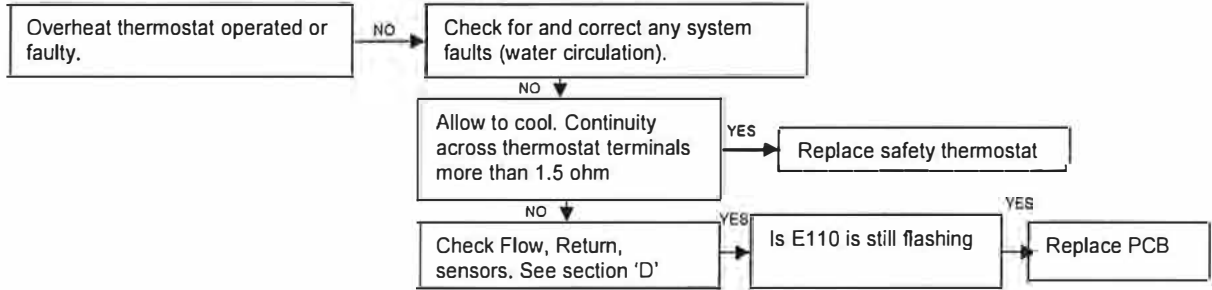 Overheat thermostat operated or
faulty.
NO
Check for and correct any system
faults (water circulation).
NO
Allow to cool. Continuity
across thermostat terminals
more than 1.5 ohm
YES
Replace safety thermostat
NO
Check Flow, Return,
sensors. See section 'D'
YES
Is E110 is still flashing
YES
Replace PCB